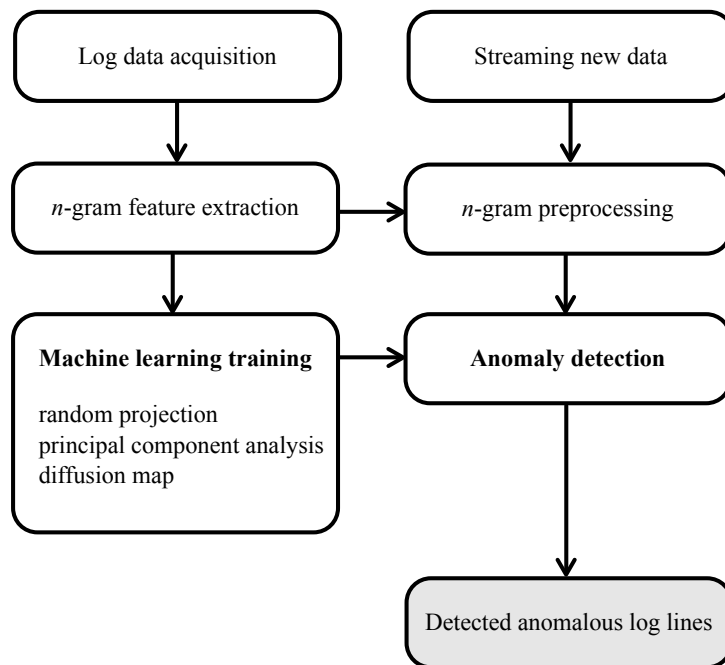 Log data acquisition
Streaming new data
n-gram feature extraction
n-gram preprocessing
Machine learning training
random projection
principal component analysis
diffusion map
Anomaly detection
Detected anomalous log lines